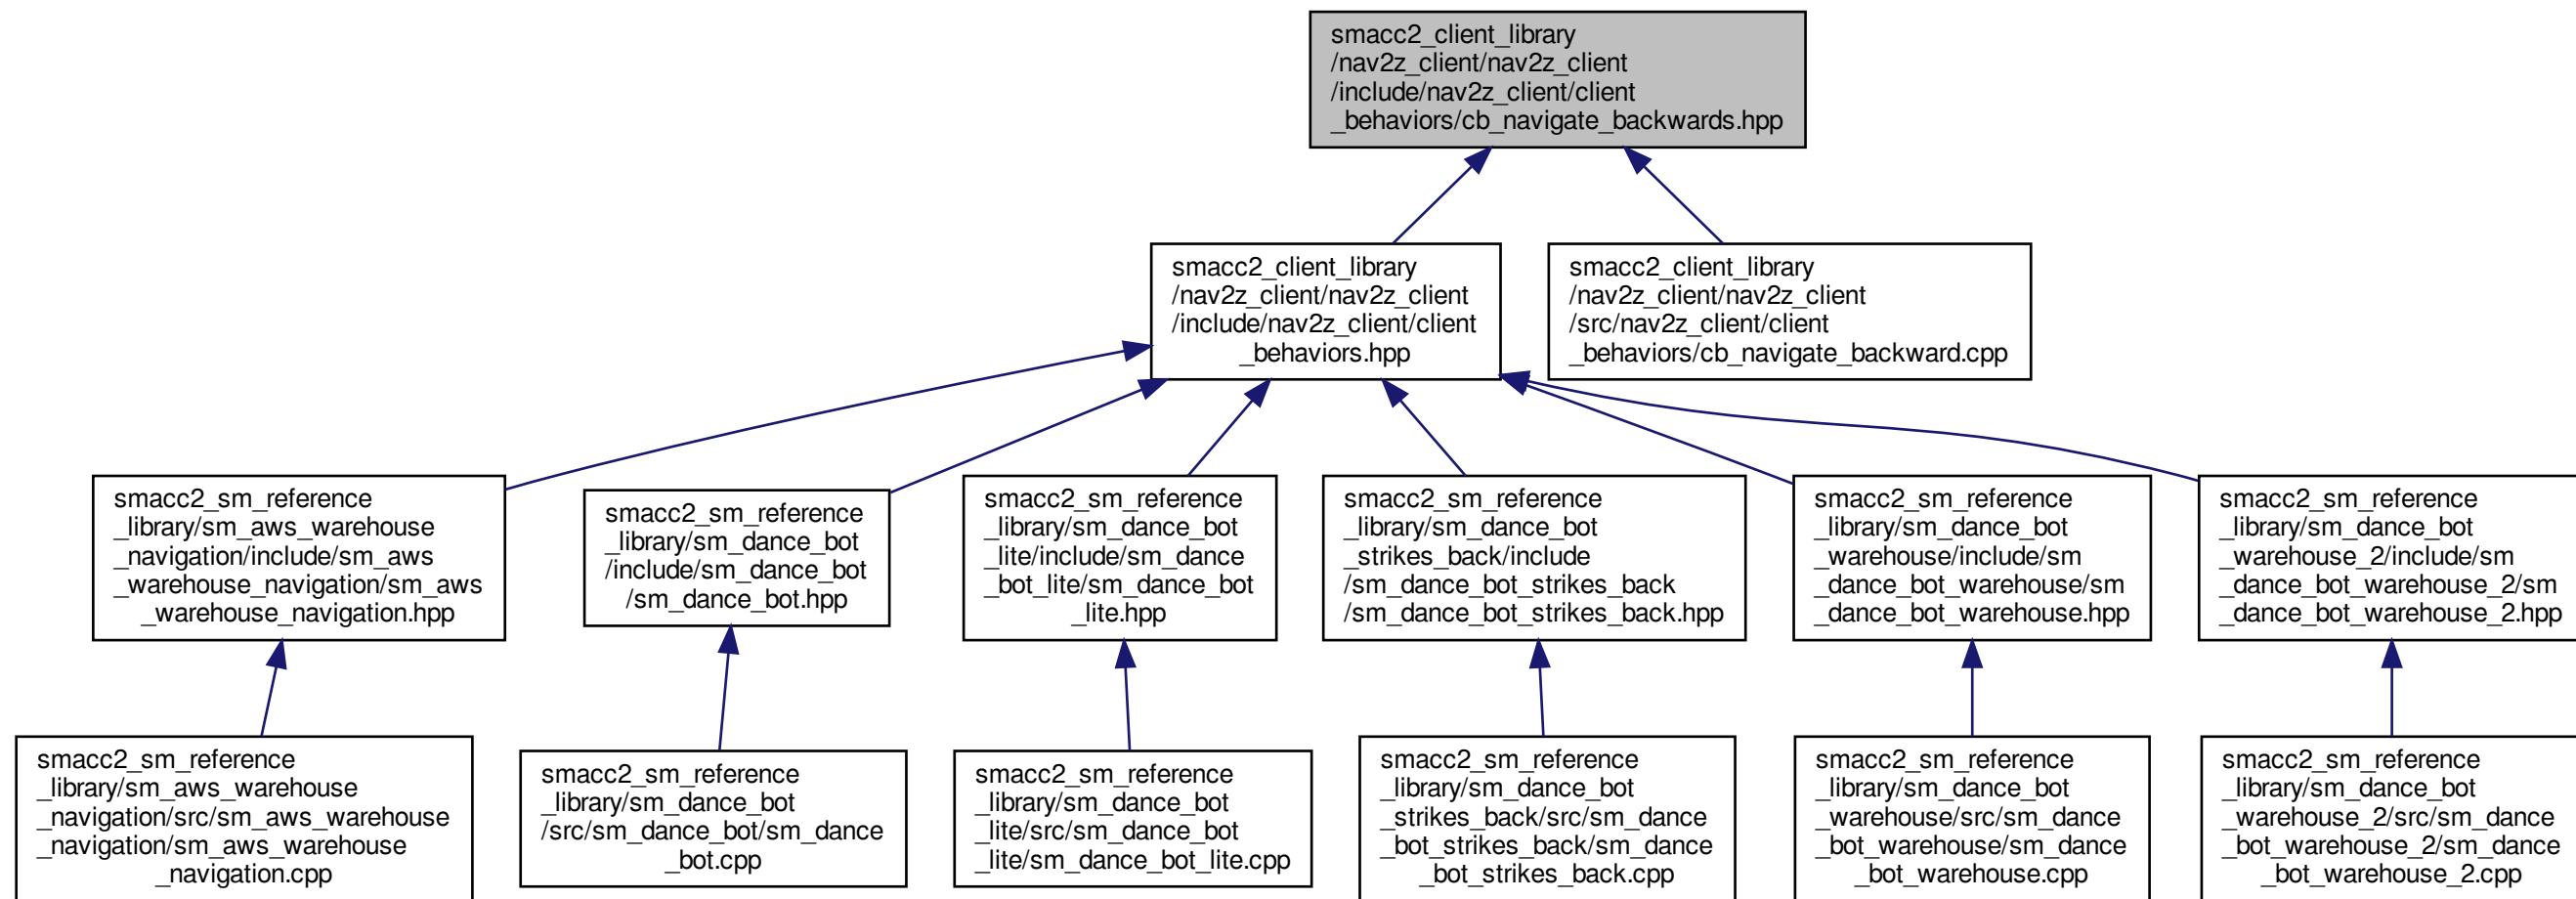 smacc2_client_library
/nav2z_client/nav2z_client
/include/nav2z_client/client
_behaviors/cb_navigate_backwards.hpp
smacc2_client_library
/nav2z_client/nav2z_client
/include/nav2z_client/client
_behaviors.hpp
smacc2_client_library
/nav2z_client/nav2z_client
/src/nav2z_client/client
_behaviors/cb_navigate_backward.cpp
smacc2_sm_reference
_library/sm_aws_warehouse
_navigation/include/sm_aws
_warehouse_navigation/sm_aws
_warehouse_navigation.hpp
smacc2_sm_reference
_library/sm_dance_bot
/include/sm_dance_bot
/sm_dance_bot.hpp
smacc2_sm_reference
_library/sm_dance_bot
_lite/include/sm_dance
_bot_lite/sm_dance_bot
_lite.hpp
smacc2_sm_reference
_library/sm_dance_bot
_strikes_back/include
/sm_dance_bot_strikes_back
/sm_dance_bot_strikes_back.hpp
smacc2_sm_reference
_library/sm_dance_bot
_warehouse/include/sm
_dance_bot_warehouse/sm
_dance_bot_warehouse.hpp
smacc2_sm_reference
_library/sm_dance_bot
_warehouse_2/include/sm
_dance_bot_warehouse_2/sm
_dance_bot_warehouse_2.hpp
smacc2_sm_reference
_library/sm_aws_warehouse
_navigation/src/sm_aws_warehouse
_navigation/sm_aws_warehouse
_navigation.cpp
smacc2_sm_reference
_library/sm_dance_bot
/src/sm_dance_bot/sm_dance
_bot.cpp
smacc2_sm_reference
_library/sm_dance_bot
_lite/src/sm_dance_bot
_lite/sm_dance_bot_lite.cpp
smacc2_sm_reference
_library/sm_dance_bot
_strikes_back/src/sm_dance
_bot_strikes_back/sm_dance
_bot_strikes_back.cpp
smacc2_sm_reference
_library/sm_dance_bot
_warehouse/src/sm_dance
_bot_warehouse/sm_dance
_bot_warehouse.cpp
smacc2_sm_reference
_library/sm_dance_bot
_warehouse_2/src/sm_dance
_bot_warehouse_2/sm_dance
_bot_warehouse_2.cpp